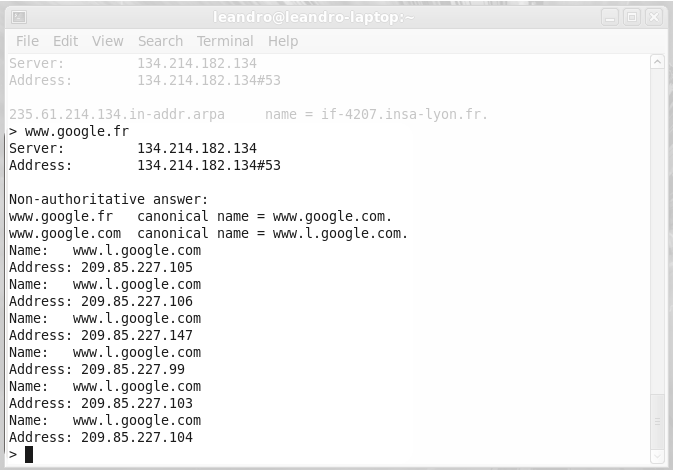 leandro@leandro-laptop:~
File Edit View Search Terminal Help
Server:         134.214.182.134
Address:        134.214.182.134#53
235.61.214.134.in-addr.arpa     name = if-4207.insa-lyon.fr.
> www.google.fr
Server:         134.214.182.134
Address:        134.214.182.134#53
Non-authoritative answer:
www.google.fr   canonical name = www.google.com.
www.google.com  canonical name = www.l.google.com.
Name:   www.l.google.com
Address: 209.85.227.105
Name:   www.l.google.com
Address: 209.85.227.106
Name:   www.l.google.com
Address: 209.85.227.147
Name:   www.l.google.com
Address: 209.85.227.99
Name:   www.l.google.com
Address: 209.85.227.103
Name:   www.l.google.com
Address: 209.85.227.104
>